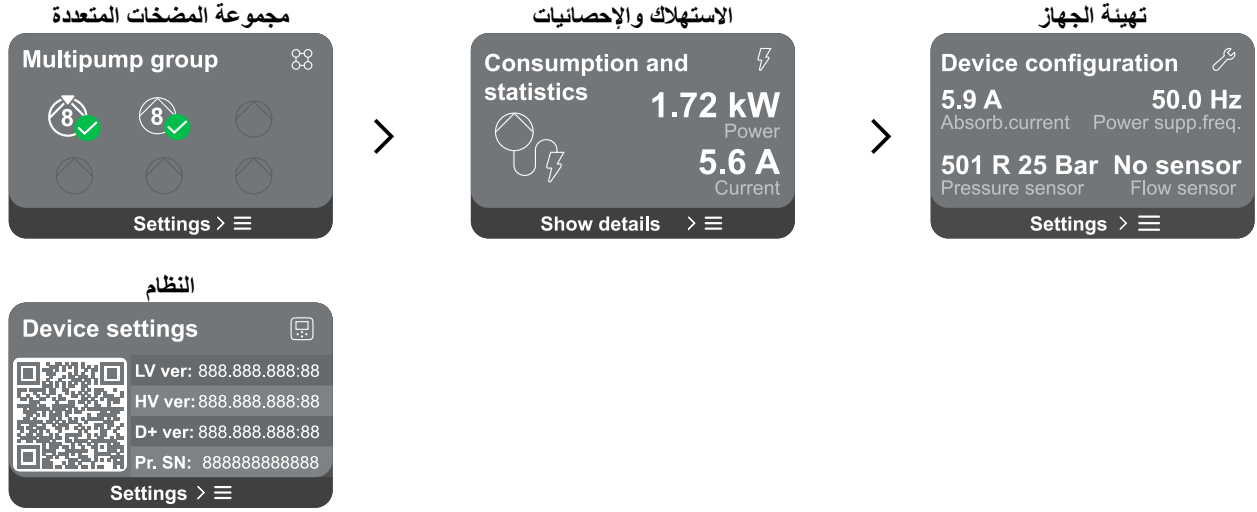 مجموعة المضخات المتعددة
Multipump group
8
8
Settings > ☰
الاستهلاك والإحصائيات
Consumption and
statistics
1.72 kW
Power
5.6 A
Current
Show details > ☰
تهيئة الجهاز
Device configuration
5.9 A 50.0 Hz
Absorb.current Power supp.freq.
501 R 25 Bar No sensor
Pressure sensor Flow sensor
Settings > ☰
النظام
Device settings
LV ver: 888.888.888:88
HV ver: 888.888.888:88
D+ ver: 888.888.888:88
Pr. SN: 888888888888
Settings > ☰